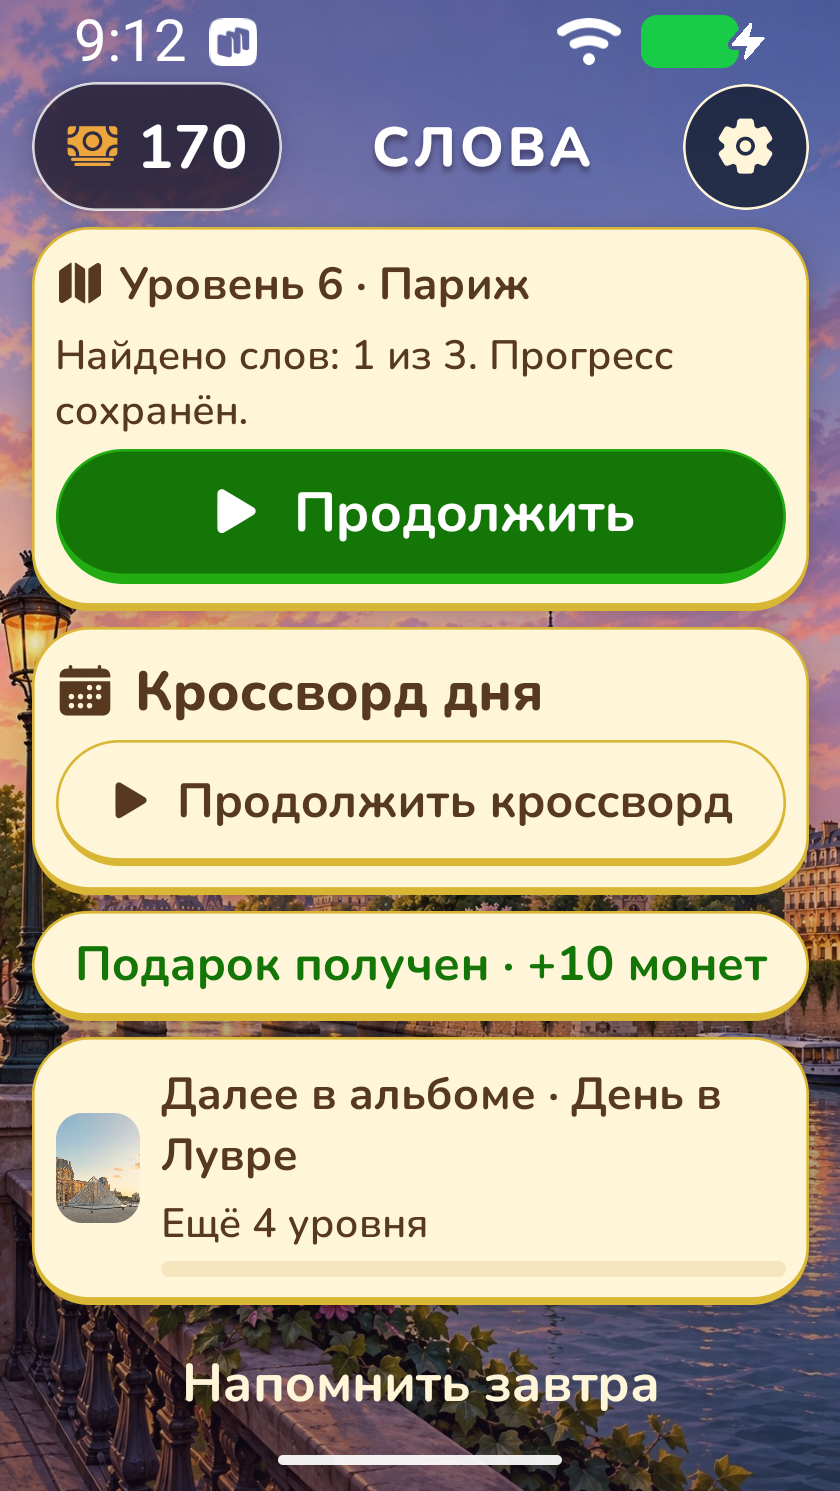 9:12
170
СЛОВА
Уровень 6 · Париж
Найдено слов: 1 из 3. Прогресс
сохранён.
Продолжить
Кроссворд дня
Продолжить кроссворд
Подарок получен · +10 монет
Далее в альбоме · День в
Лувре
Ещё 4 уровня
Напомнить завтра